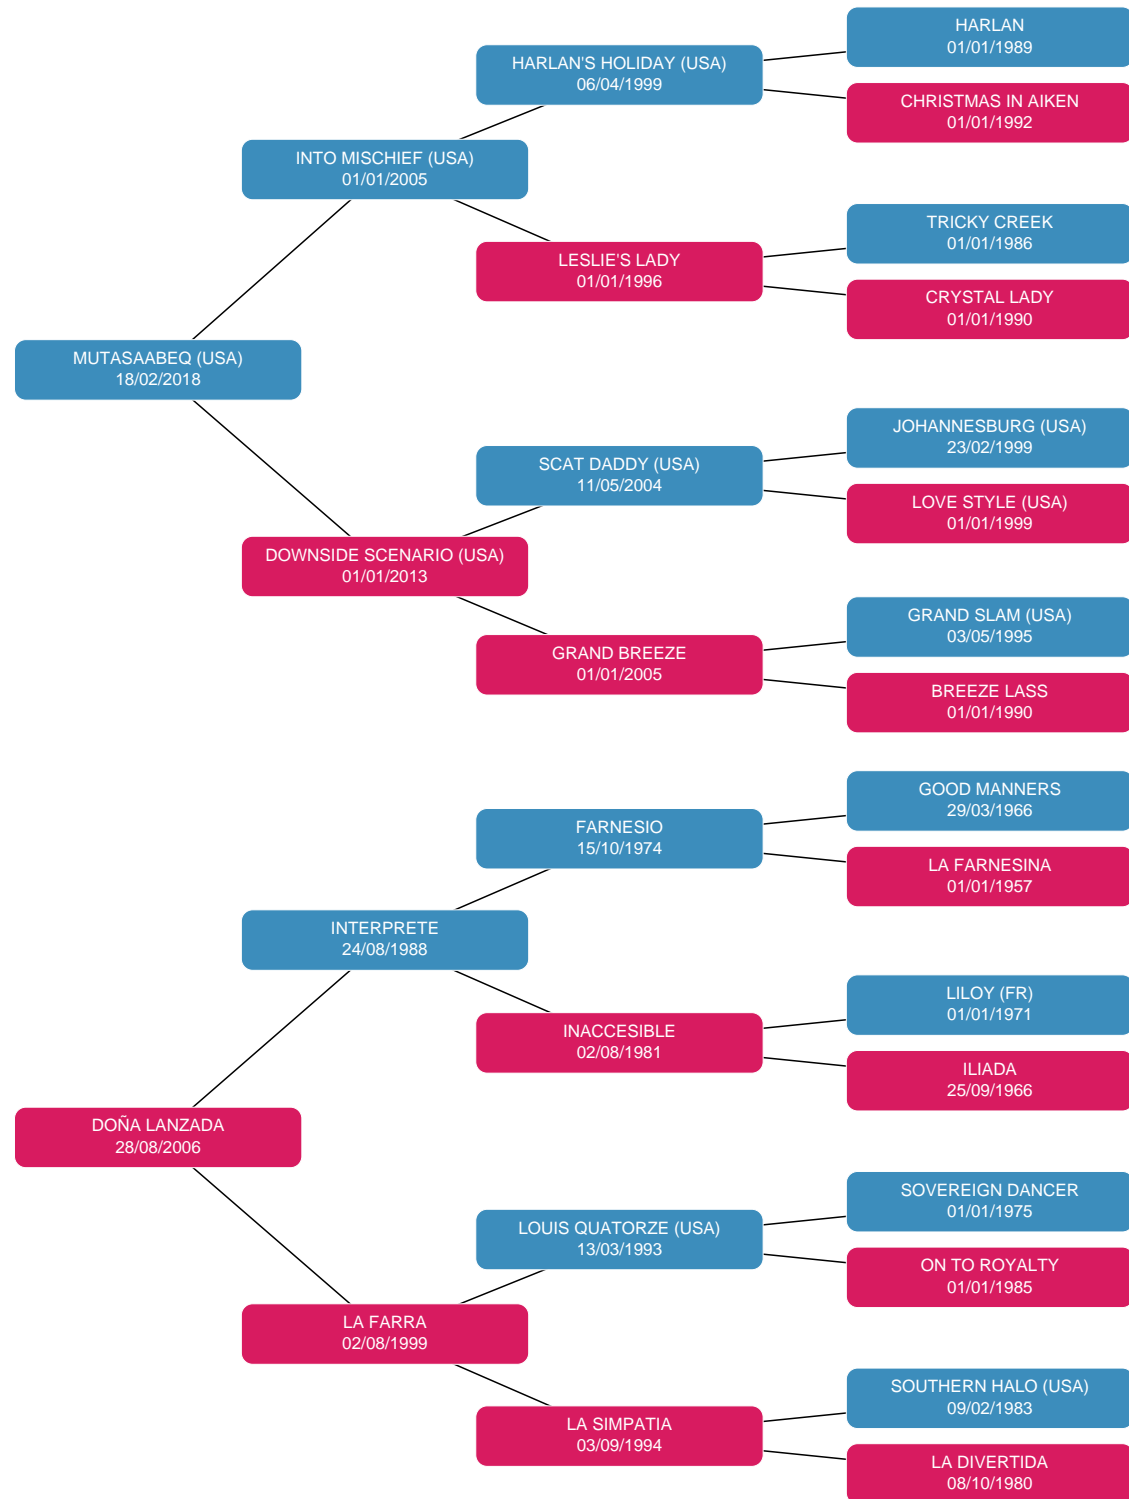 HARLAN
01/01/1989
HARLAN'S HOLIDAY (USA)
06/04/1999
CHRISTMAS IN AIKEN
01/01/1992
INTO MISCHIEF (USA)
01/01/2005
TRICKY CREEK
01/01/1986
LESLIE'S LADY
01/01/1996
CRYSTAL LADY
01/01/1990
MUTASAABEQ (USA)
18/02/2018
JOHANNESBURG (USA)
23/02/1999
SCAT DADDY (USA)
11/05/2004
LOVE STYLE (USA)
01/01/1999
DOWNSIDE SCENARIO (USA)
01/01/2013
GRAND SLAM (USA)
03/05/1995
GRAND BREEZE
01/01/2005
BREEZE LASS
01/01/1990
GOOD MANNERS
29/03/1966
FARNESIO
15/10/1974
LA FARNESINA
01/01/1957
INTERPRETE
24/08/1988
LILOY (FR)
01/01/1971
INACCESIBLE
02/08/1981
ILIADA
25/09/1966
DOÑA LANZADA
28/08/2006
SOVEREIGN DANCER
01/01/1975
LOUIS QUATORZE (USA)
13/03/1993
ON TO ROYALTY
01/01/1985
LA FARRA
02/08/1999
SOUTHERN HALO (USA)
09/02/1983
LA SIMPATIA
03/09/1994
LA DIVERTIDA
08/10/1980